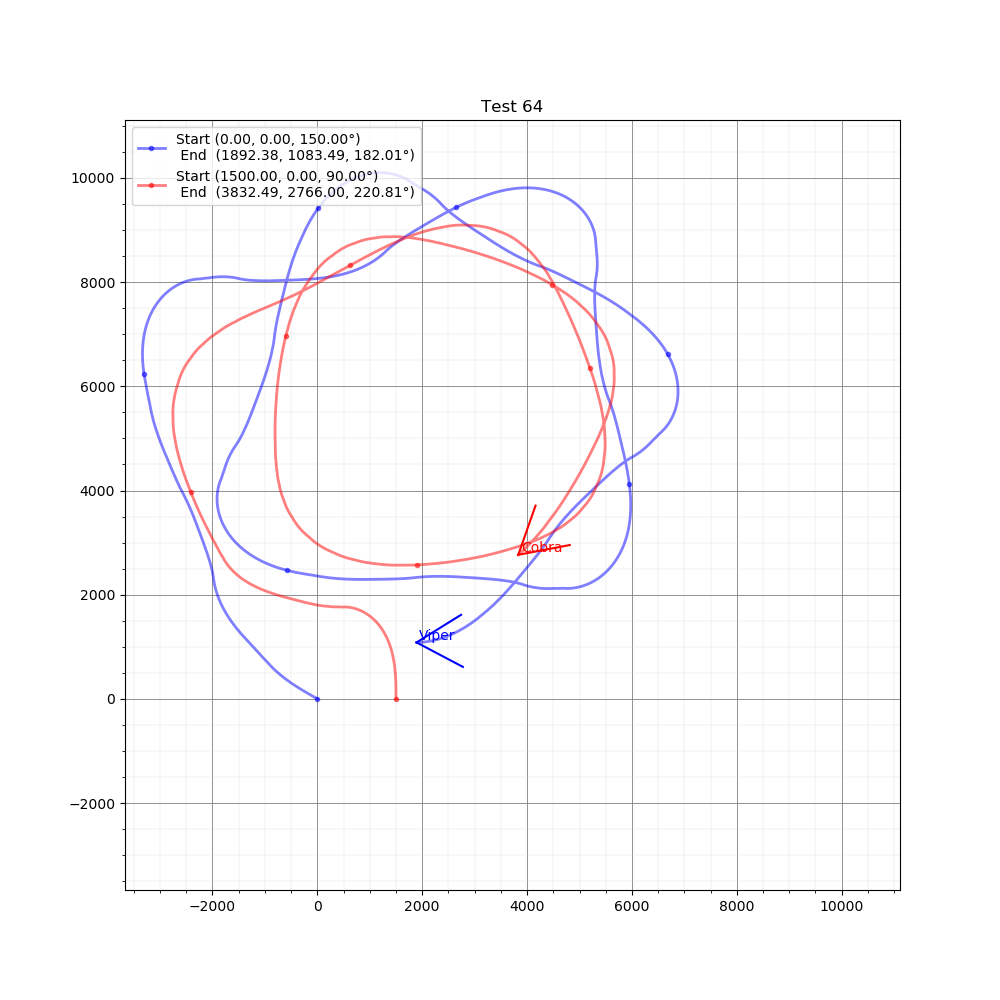 Test 64
Start (0.00, 0.00, 150.00°)
End (1892.38, 1083.49, 182.01°)
Start (1500.00, 0.00, 90.00°)
End (3832.49, 2766.00, 220.81°)
10000
8000
6000
4000
2000
0
−2000
Cobra
Viper
−2000 0 2000 4000 6000 8000 10000